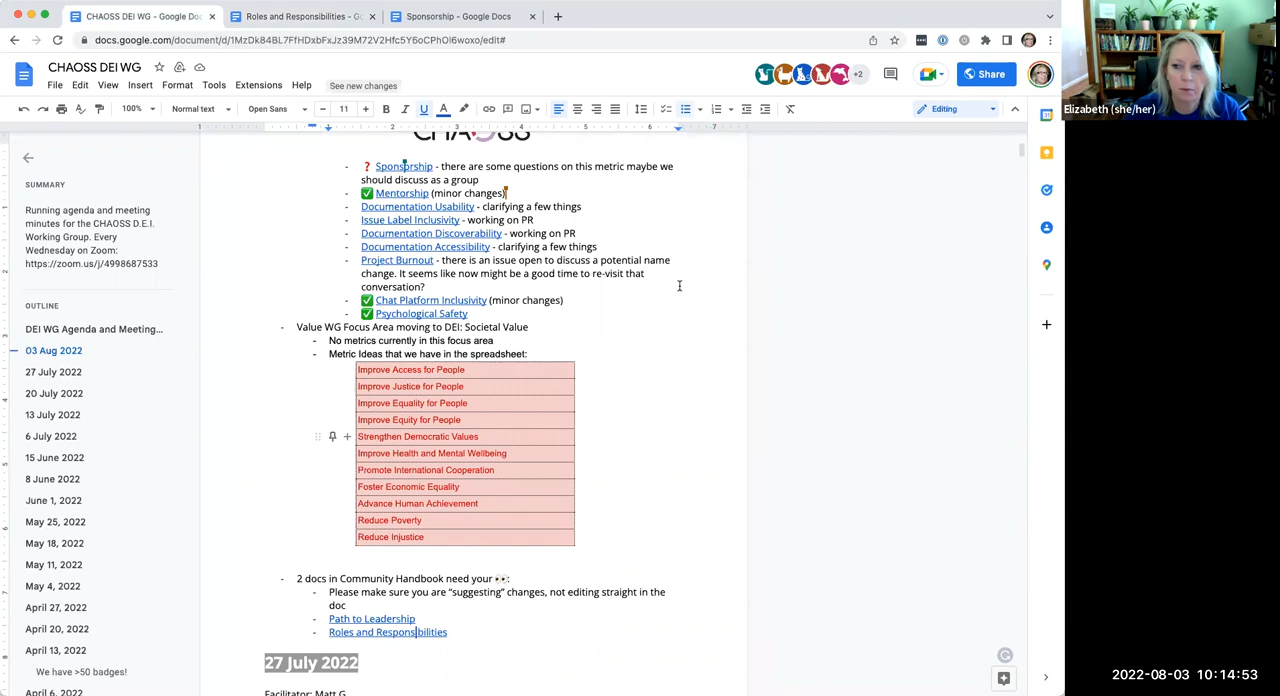 CHAOSS DEI WG - Google Doc
Roles and Responsibilities - Go
Sponsorship - Google Docs
docs.google.com/document/d/1MzDk84BL7FfHDxbFxJz39M72V2Hfc5Y6oCPhOl6woxo/edit#
CHAOSS DEI WG
File Edit View Insert Format Tools Extensions Help
See new changes
+2
Share
100%
Normal text
Open Sans
11
Editing
Elizabeth (she/her)
1 2 3 4 5 6 7
SUMMARY
Running agenda and meeting
minutes for the CHAOSS D.E.I.
Working Group. Every
Wednesday on Zoom:
https://zoom.us/j/4998687533
OUTLINE
DEI WG Agenda and Meeting...
03 Aug 2022
27 July 2022
20 July 2022
13 July 2022
6 July 2022
15 June 2022
8 June 2022
June 1, 2022
May 25, 2022
May 18, 2022
May 11, 2022
May 4, 2022
April 27, 2022
April 20, 2022
April 13, 2022
We have >50 badges!
April 6, 2022
CHAOSS
- ❓ Sponsorship - there are some questions on this metric maybe we
should discuss as a group
- ✅ Mentorship (minor changes)
- Documentation Usability - clarifying a few things
- Issue Label Inclusivity - working on PR
- Documentation Discoverability - working on PR
- Documentation Accessibility - clarifying a few things
- Project Burnout - there is an issue open to discuss a potential name
change. It seems like now might be a good time to re-visit that
conversation?
- ✅ Chat Platform Inclusivity (minor changes)
- ✅ Psychological Safety
- Value WG Focus Area moving to DEI: Societal Value
- No metrics currently in this focus area
- Metric Ideas that we have in the spreadsheet:
Improve Access for People
Improve Justice for People
Improve Equality for People
Improve Equity for People
Strengthen Democratic Values
Improve Health and Mental Wellbeing
Promote International Cooperation
Foster Economic Equality
Advance Human Achievement
Reduce Poverty
Reduce Injustice
- 2 docs in Community Handbook need your 👀:
- Please make sure you are “suggesting” changes, not editing straight in the
doc
- Path to Leadership
- Roles and Responsibilities
27 July 2022
Facilitator: Matt G
2022-08-03 10:14:53